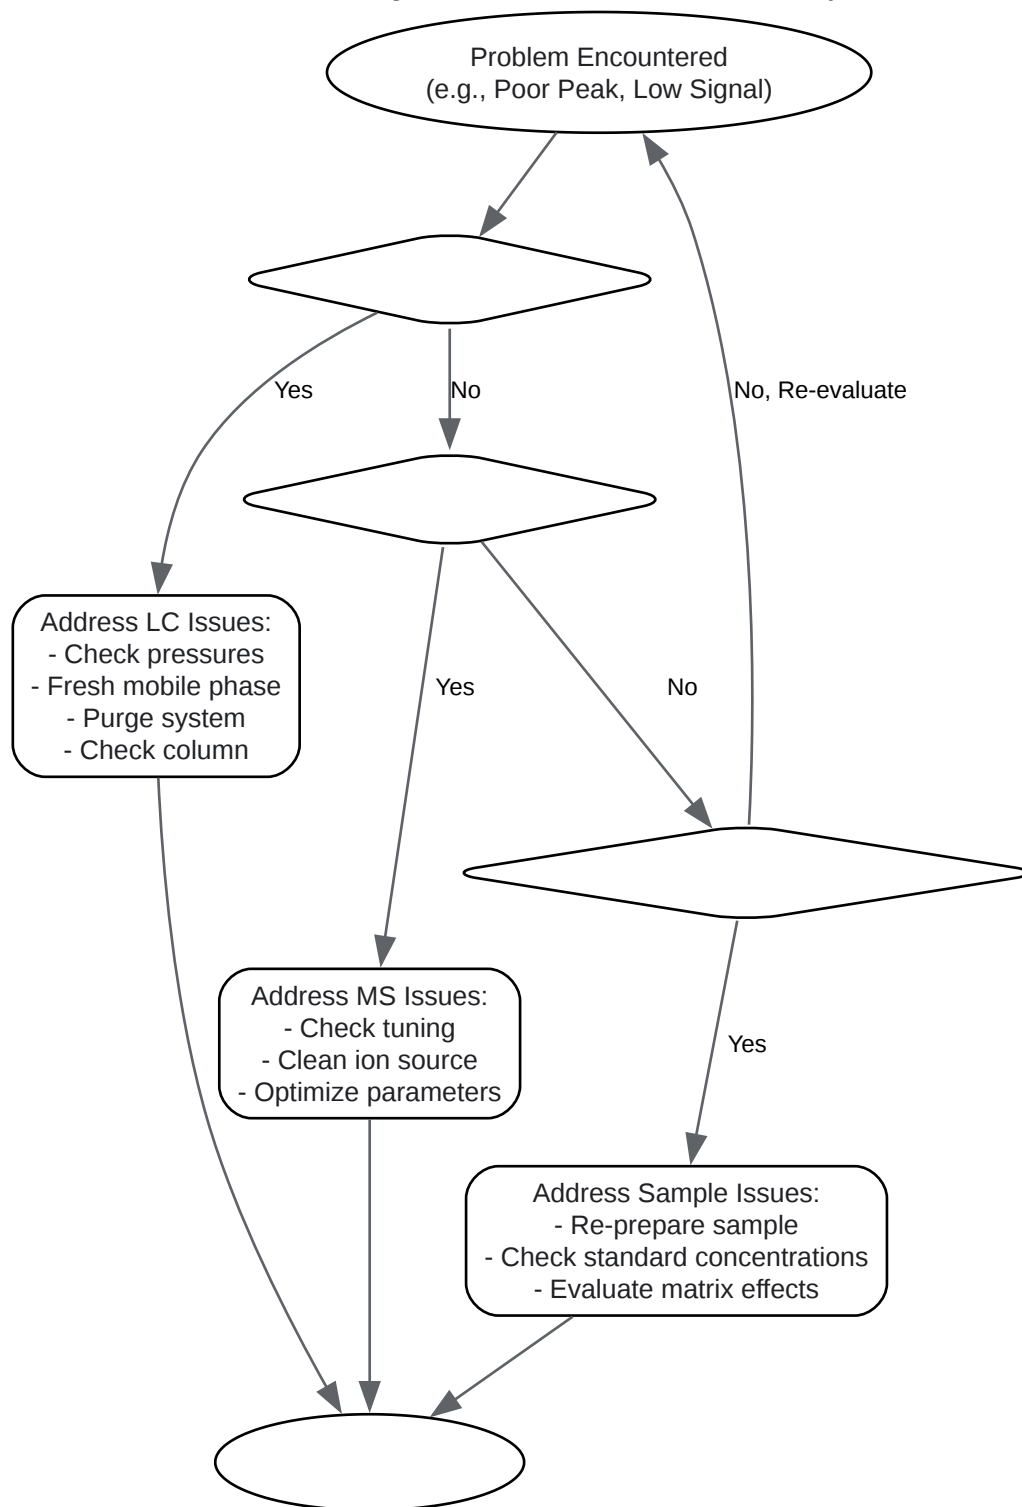 Problem Encountered
(e.g., Poor Peak, Low Signal)
Yes
No
No, Re-evaluate
Address LC Issues:
- Check pressures
- Fresh mobile phase
- Purge system
- Check column
Yes
No
Address MS Issues:
- Check tuning
- Clean ion source
- Optimize parameters
Yes
Address Sample Issues:
- Re-prepare sample
- Check standard concentrations
- Evaluate matrix effects